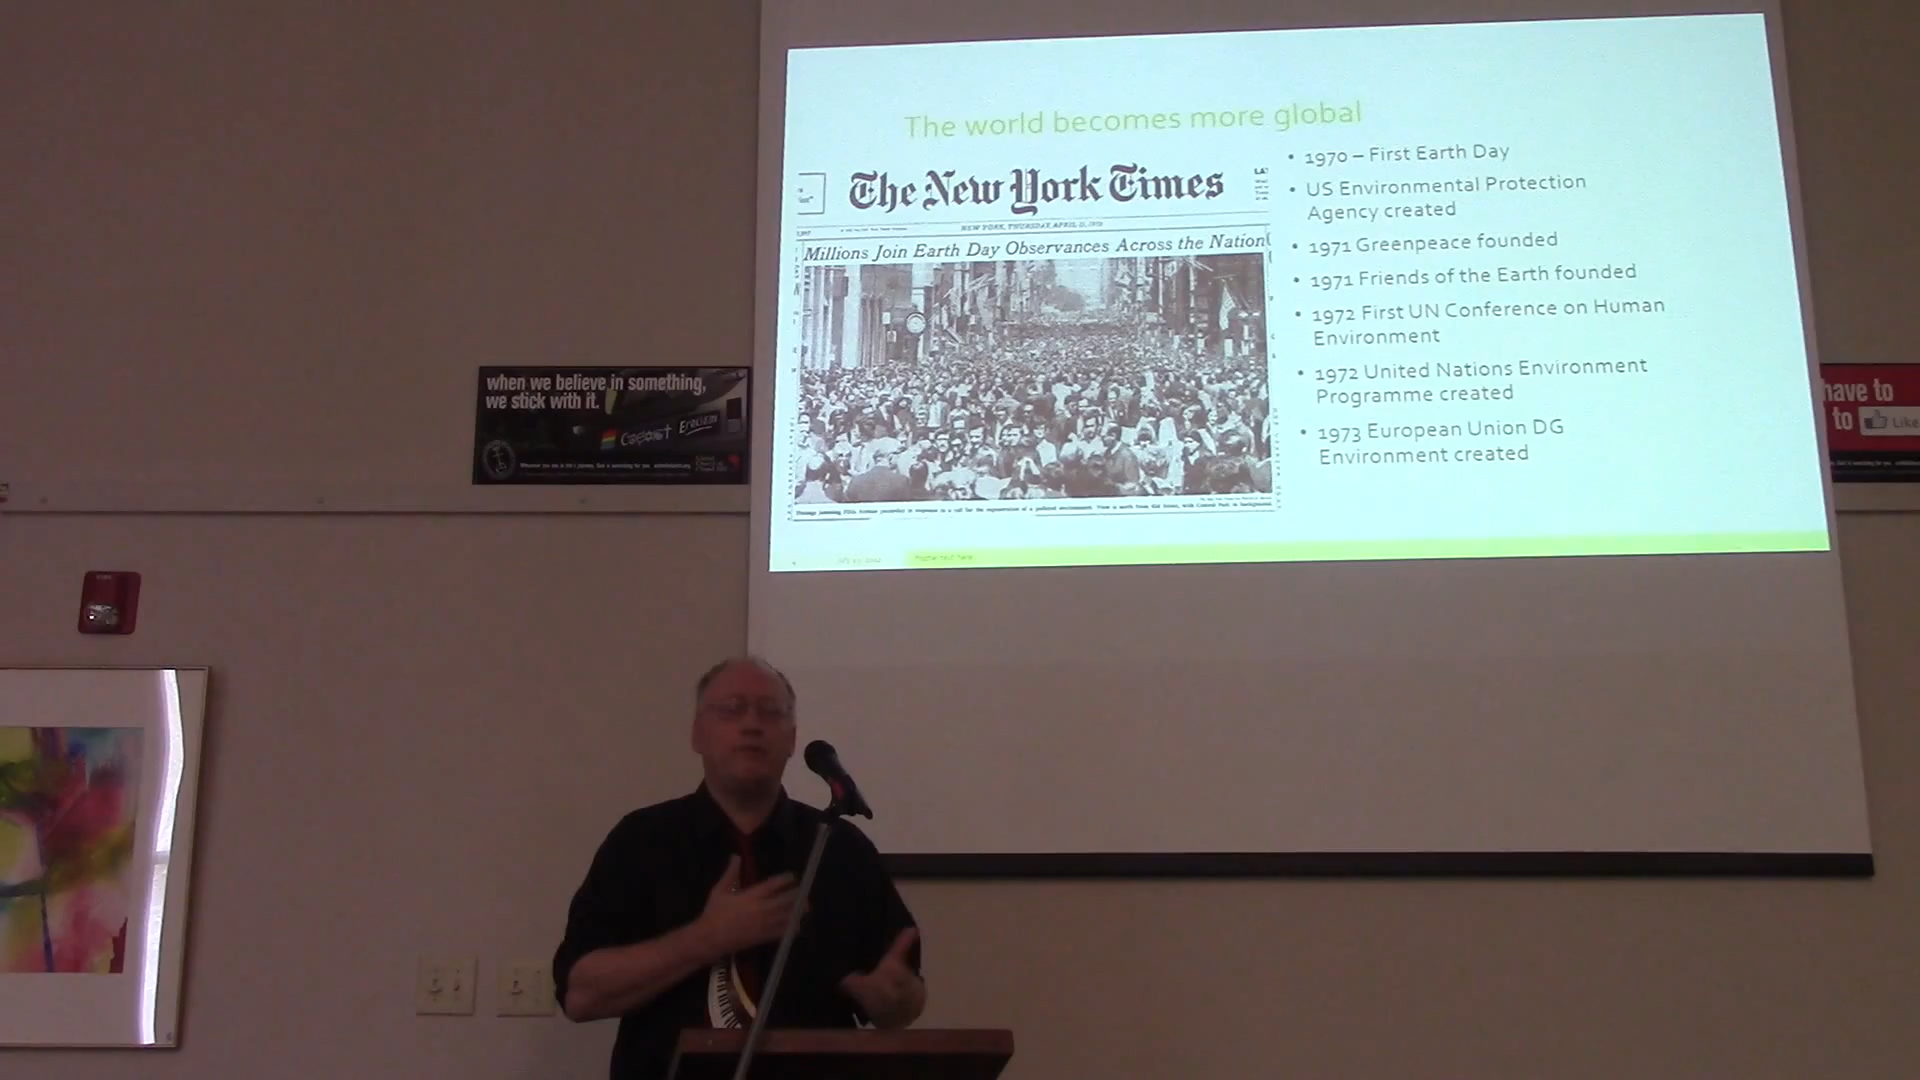 The world becomes more global
The New York Times
NEW YORK, THURSDAY, APRIL 23, 1970
Millions Join Earth Day Observances Across the Nation
• 1970 – First Earth Day
• US Environmental Protection
Agency created
• 1971 Greenpeace founded
• 1971 Friends of the Earth founded
• 1972 First UN Conference on Human
Environment
• 1972 United Nations Environment
Programme created
• 1973 European Union DG
Environment created
when we believe in something,
we stick with it.
have to
to
Like
FIRE